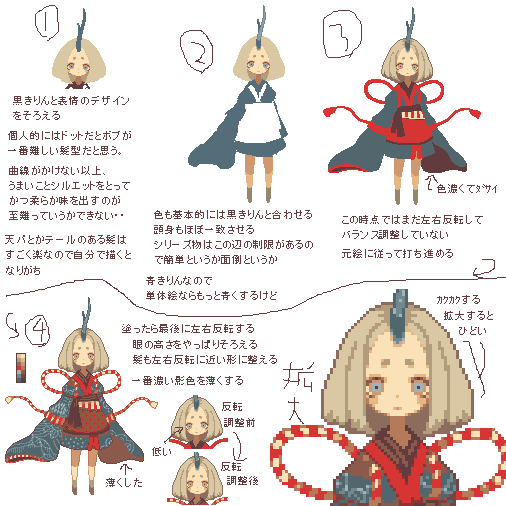 ①
黒きりんと表情のデザイン
をそろえる
個人的にはドットだとボブが
一番難しい髪型だと思う。
曲線がかけない以上、
うまいことシルエットをとって
かつ柔らか味を出すのが
至難っていうかできない・・
天パとかテールのある髪は
すごく楽なので自分で描くと
なりがち
②
色も基本的には黒きりんと合わせる
頭身もほぼ一致させる
シリーズ物はこの辺の制限があるの
で簡単というか面倒というか
青きりんなので
単体絵ならもっと青くするけど
③
色濃くてダサイ
この時点ではまだ左右反転して
バランス調整していない
元絵に従って打ち進める
④
塗ったら最後に左右反転する
眼の高さをやっぱりそろえる
髪も左右反転に近い形に整える
→一番濃い影色を薄くする
薄くした
低い
反転
調整前
反転
調整後
カクカクする
拡大すると
ひどい
拡大